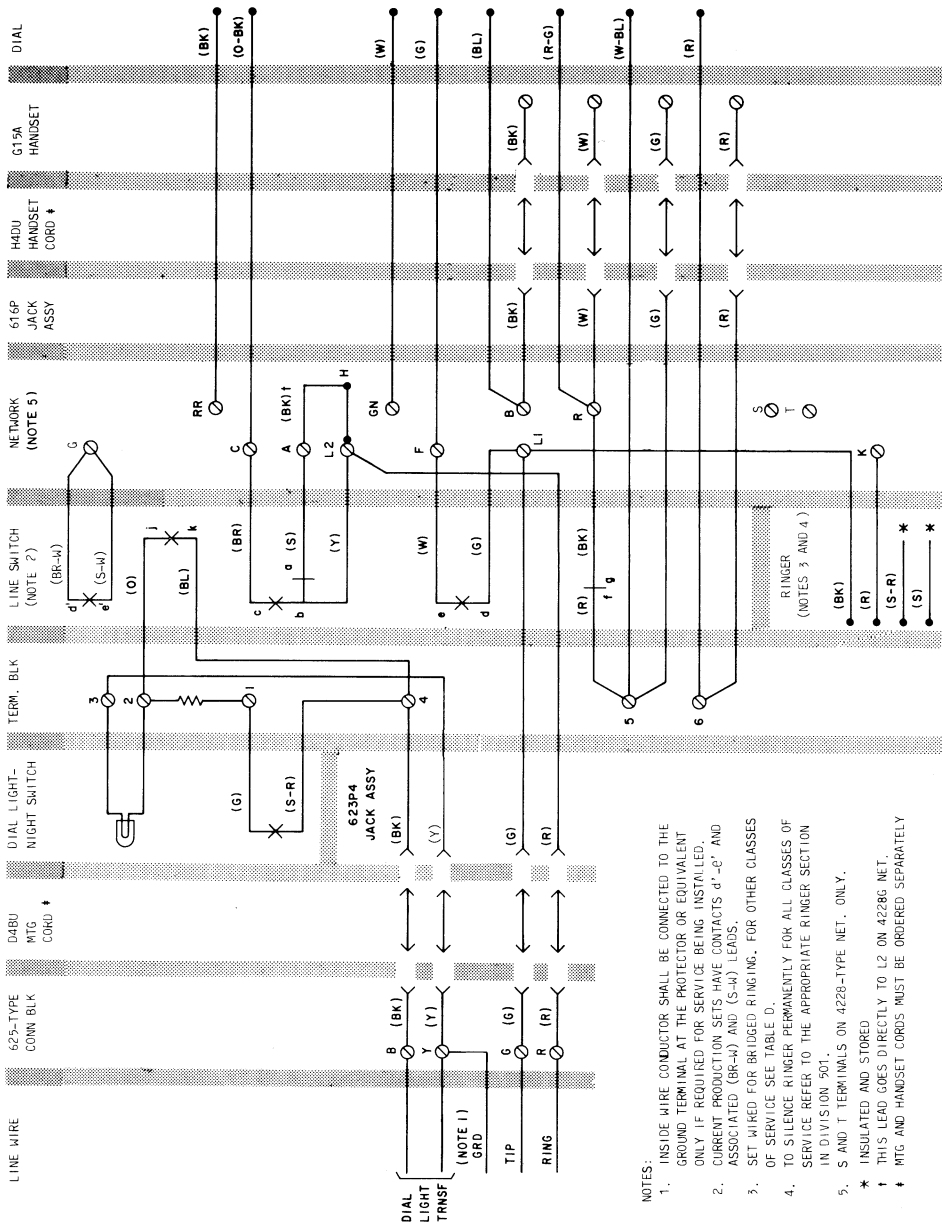 LINE WIRE
625-TYPE
CONN BLK
D4BU
MTG
CORD ‡
DIAL LIGHT-
NIGHT SWITCH
TERM. BLK
LINE SWITCH
(NOTE 2)
NETWORK
(NOTE 5)
616P
JACK
ASSY
H4DU
HANDSET
CORD ‡
G15A
HANDSET
DIAL
(BR-W)
d'
e'
(S-W)
G
j
k
(O)
(BL)
3
2
1
4
(G)
(S-R)
623P4
JACK ASSY
RR
(BK)
C
(BR)
(O-BK)
A
(S)
a
(BK)†
H
L2
(Y)
c
b
GN
(W)
F
(W)
(G)
e
d
(G)
B
(BL)
L1
(BK)
(BK)
R
(R-G)
(BK)
(R)
f
g
(W)
(W)
5
(W-BL)
(G)
(G)
6
(R)
(R)
(R)
S
T
K
RINGER
(NOTES 3 AND 4)
(BK)
(R)
(S-R)
*
(S)
*
DIAL
LIGHT
TRNSF
B
(BK)
(BK)
Y
(Y)
(Y)
(NOTE 1)
GRD
TIP
G
(G)
(G)
RING
R
(R)
(R)
NOTES:
1. INSIDE WIRE CONDUCTOR SHALL BE CONNECTED TO THE
GROUND TERMINAL AT THE PROTECTOR OR EQUIVALENT
ONLY IF REQUIRED FOR SERVICE BEING INSTALLED.
2. CURRENT PRODUCTION SETS HAVE CONTACTS d'-e' AND
ASSOCIATED (BR-W) AND (S-W) LEADS.
3. SET WIRED FOR BRIDGED RINGING. FOR OTHER CLASSES
OF SERVICE SEE TABLE D.
4. TO SILENCE RINGER PERMANENTLY FOR ALL CLASSES OF
SERVICE REFER TO THE APPROPRIATE RINGER SECTION
IN DIVISION 501.
5. S AND T TERMINALS ON 4228-TYPE NET. ONLY.
* INSULATED AND STORED
† THIS LEAD GOES DIRECTLY TO L2 ON 4228G NET.
‡ MTG AND HANDSET CORDS MUST BE ORDERED SEPARATELY